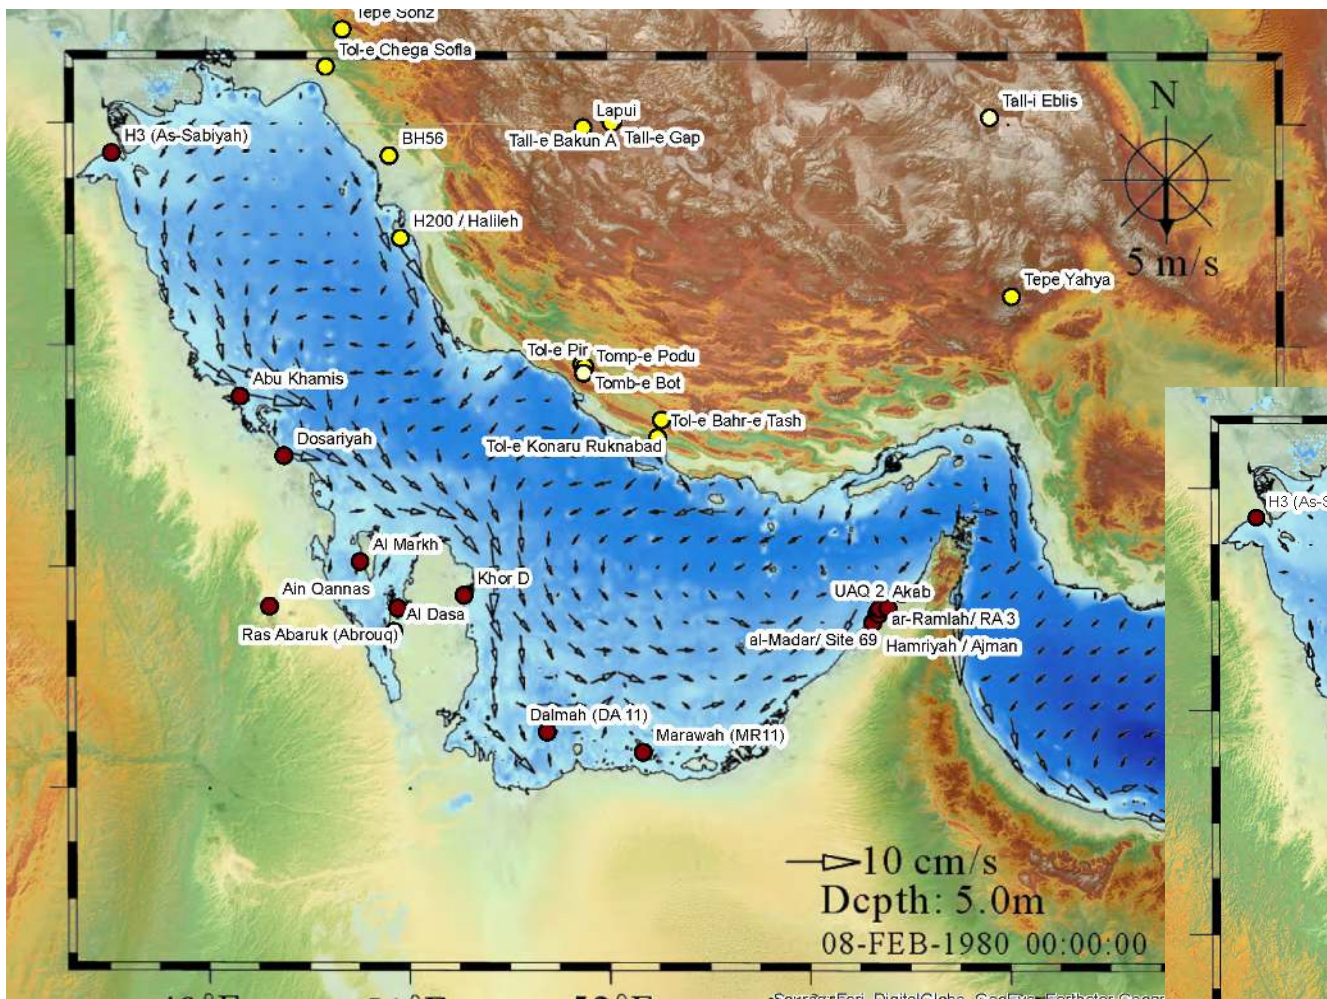 Tepe Sohz
Tol-e Chega Sofla
Lapui
Tall-i Eblis
N
H3 (As-Sabiyah)
BH56
Tall-e Bakun A
Tall-e Gap
H200 / Halileh
5 m/s
Tepe Yahya
Tol-e Pir
Tomp-e Podu
Abu Khamis
Tomb-e Bot
Tol-e Bahr-e Tash
Dosariyah
Tol-e Konaru Ruknabad
H3 (As-S
Al Markh
Ain Qannas
Khor D
UAQ 2
Akab
Al Dasa
ar-Ramlah/ RA 3
Ras Abaruk (Abrouq)
al-Madar/ Site 69
Hamriyah / Ajman
Dalmah (DA 11)
Marawah (MR11)
10 cm/s
Depth: 5.0m
08-FEB-1980 00:00:00